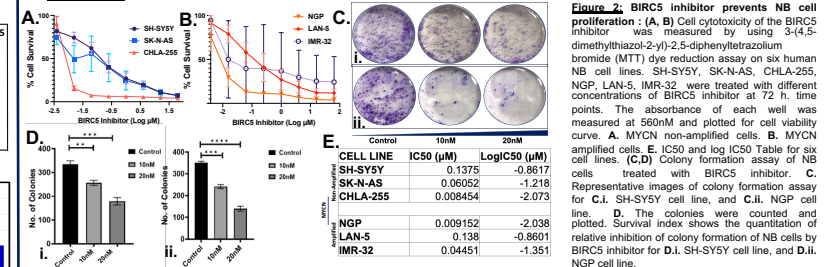 A.
100
50
0
% Cell Survival
-2.5
-1.5
-0.5
0.5
1.5
BIRC5 Inhibitor (Log µM)
SH-SY5Y
SK-N-AS
CHLA-255
B.
100
50
0
% Cell Survival
-2
-1
0
1
2
BIRC5 Inhibitor (Log µM)
NGP
LAN-5
IMR-32
C.
i.
ii.
Control
10nM
20nM
D.
400
300
200
100
0
No. of Colonies
**
***
Control
10nM
20nM
Control
10nM
20nM
i.
400
300
200
100
0
No. of Colonies
***
****
Control
10nM
20nM
Control
10nM
20nM
ii.
E.
CELL LINE IC50 (µM) LogIC50 (µM)
SH-SY5Y 0.1375 -0.8617
SK-N-AS 0.06052 -1.218
CHLA-255 0.008454 -2.073
NGP 0.009152 -2.038
LAN-5 0.138 -0.8601
IMR-32 0.04451 -1.351
MYCN
Non-Amplified
Amplified
Figure 2: BIRC5 inhibitor prevents NB cell
proliferation : (A, B) Cell cytotoxicity of the BIRC5
inhibitor was measured by using 3-(4,5-
dimethylthiazol-2-yl)-2,5-diphenyltetrazolium
bromide (MTT) dye reduction assay on six human
NB cell lines. SH-SY5Y, SK-N-AS, CHLA-255,
NGP, LAN-5, IMR-32 were treated with different
concentrations of BIRC5 inhibitor at 72 h. time
points. The absorbance of each well was
measured at 560nM and plotted for cell viability
curve. A. MYCN non-amplified cells. B. MYCN
amplified cells. E. IC50 and log IC50 Table for six
cell lines. (C,D) Colony formation assay of NB
cells treated with BIRC5 inhibitor. C.
Representative images of colony formation assay
for C.i. SH-SY5Y cell line, and C.ii. NGP cell
line. D. The colonies were counted and
plotted. Survival index shows the quantitation of
relative inhibition of colony formation of NB cells by
BIRC5 inhibitor for D.i. SH-SY5Y cell line, and D.ii.
NGP cell line.